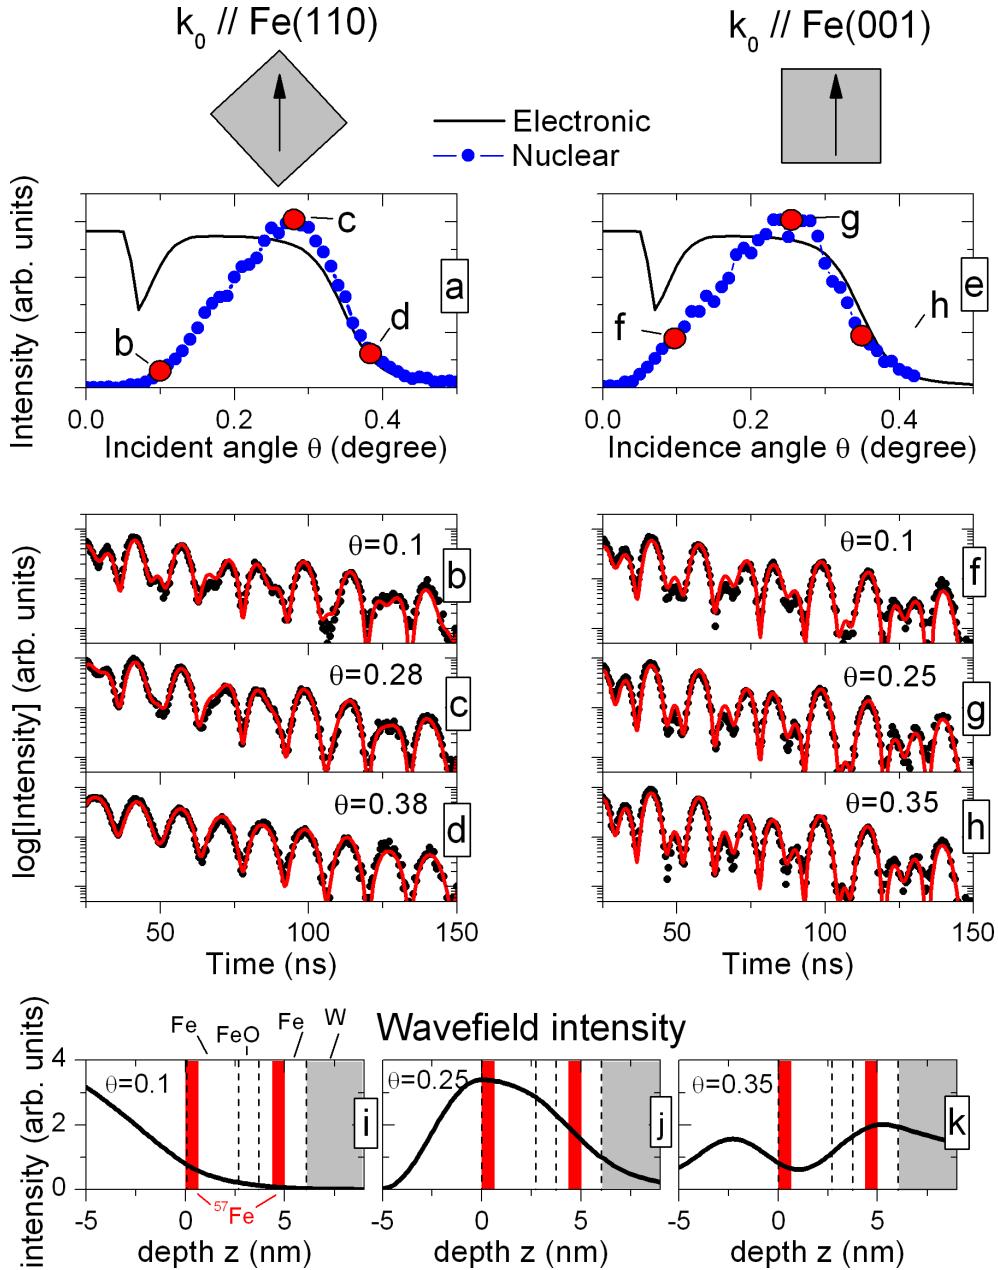 k₀ // Fe(110)
k₀ // Fe(001)
Electronic
Nuclear
Intensity (arb. units)
c
a
d
b
0.0 0.2 0.4
Incident angle θ (degree)
Intensity (arb. units)
g
e
h
f
0.0 0.2 0.4
Incidence angle θ (degree)
log[Intensity] (arb. units)
θ=0.1
b
θ=0.28
c
θ=0.38
d
50 100 150
Time (ns)
θ=0.1
f
θ=0.25
g
θ=0.35
h
50 100 150
Time (ns)
Wavefield intensity
Fe FeO Fe W
intensity (arb. units)
4
2
0
θ=0.1
i
⁵⁷Fe
-5 0 5
depth z (nm)
θ=0.25
j
-5 0 5
depth z (nm)
θ=0.35
k
-5 0 5
depth z (nm)